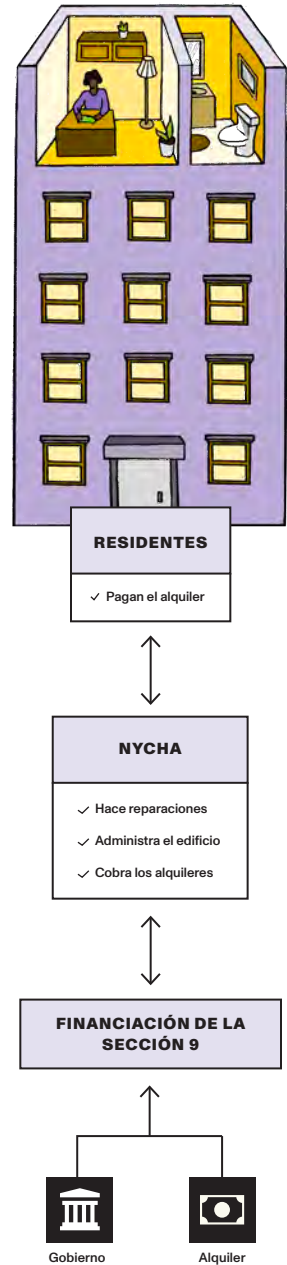 RESIDENTES
✓ Pagan el alquiler
NYCHA
✓ Hace reparaciones
✓ Administra el edificio
✓ Cobra los alquileres
FINANCIACIÓN DE LA
SECCIÓN 9
Gobierno
Alquiler